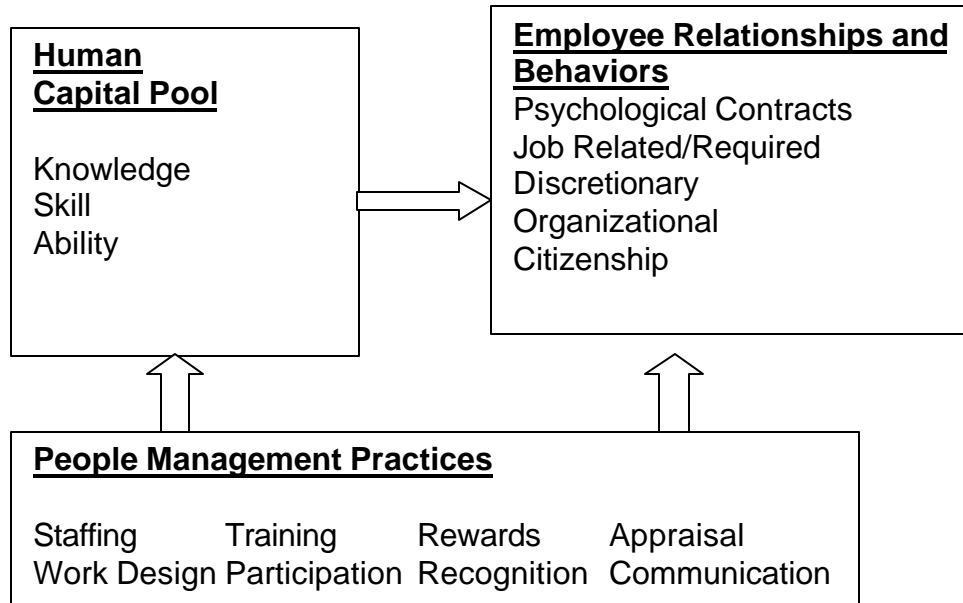 Human
Capital Pool
Knowledge
Skill
Ability
Employee Relationships and
Behaviors
Psychological Contracts
Job Related/Required
Discretionary
Organizational
Citizenship
People Management Practices
Staffing Training Rewards Appraisal
Work Design Participation Recognition Communication